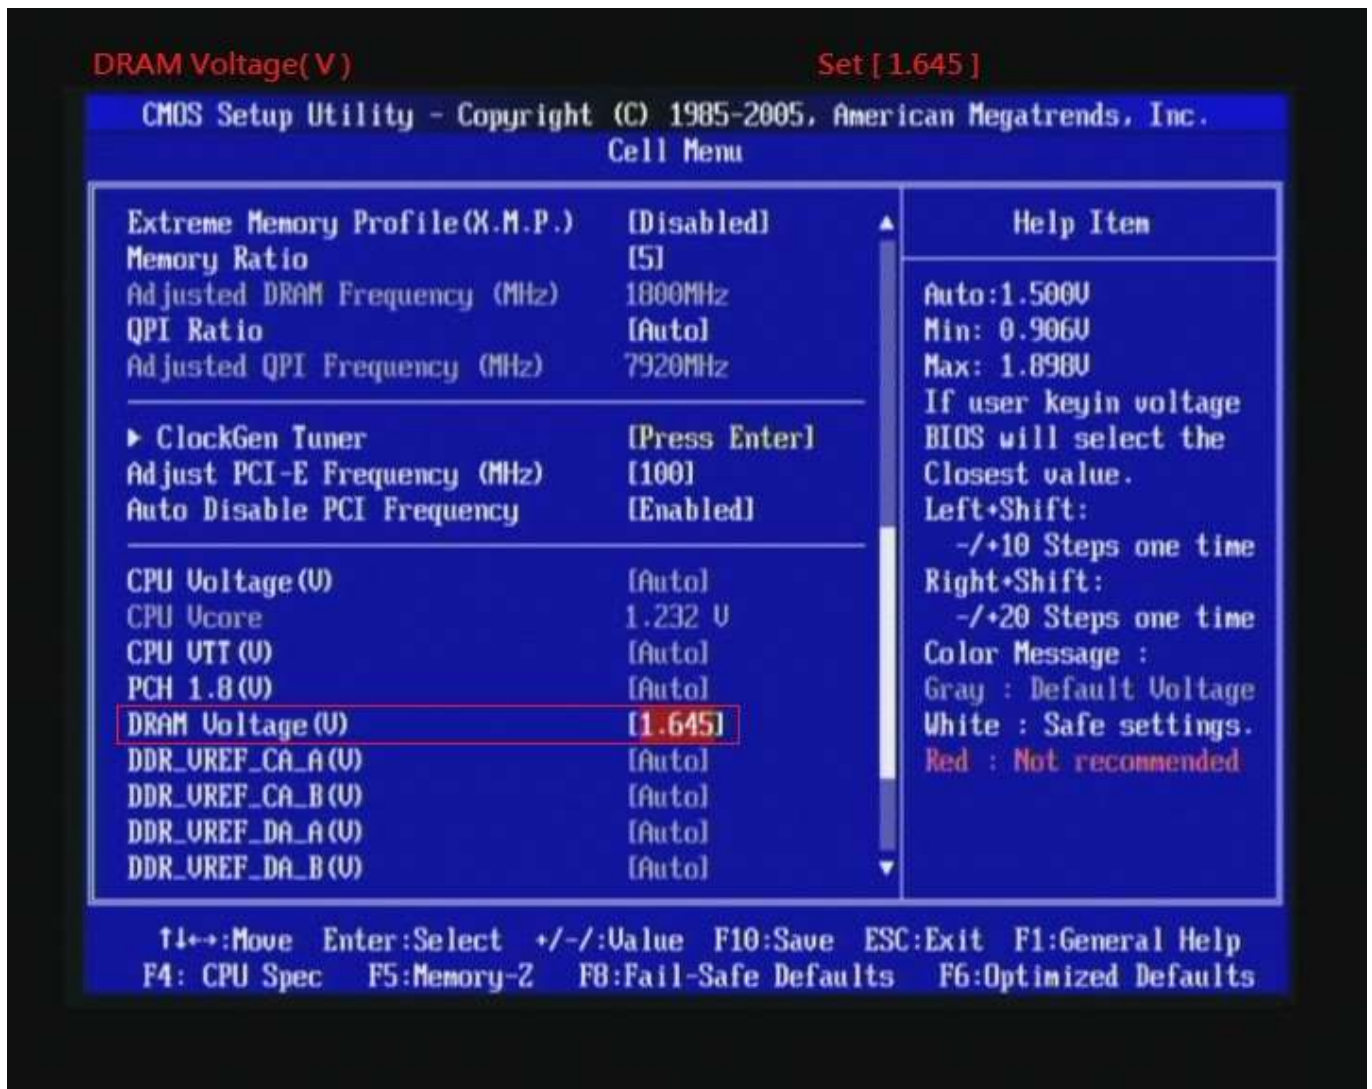 DRAM Voltage( V ) Set [ 1.645 ]
CMOS Setup Utility - Copyright (C) 1985-2005, American Megatrends, Inc.
Cell Menu
Extreme Memory Profile(X.M.P.) [Disabled]
Memory Ratio [5]
Adjusted DRAM Frequency (MHz) 1800MHz
QPI Ratio [Auto]
Adjusted QPI Frequency (MHz) 7920MHz
▶ ClockGen Tuner [Press Enter]
Adjust PCI-E Frequency (MHz) [100]
Auto Disable PCI Frequency [Enabled]
CPU Voltage(V) [Auto]
CPU Vcore 1.232 V
CPU VTT(V) [Auto]
PCH 1.8(V) [Auto]
DRAM Voltage(V) [1.645]
DDR_VREF_CA_A(V) [Auto]
DDR_VREF_CA_B(V) [Auto]
DDR_VREF_DA_A(V) [Auto]
DDR_VREF_DA_B(V) [Auto]
Help Item
Auto:1.500V
Min: 0.906V
Max: 1.898V
If user keyin voltage
BIOS will select the
Closest value.
Left+Shift:
-/+10 Steps one time
Right+Shift:
-/+20 Steps one time
Color Message :
Gray : Default Voltage
White : Safe settings.
Red : Not recommended
↑↓←→:Move Enter:Select +/-/:Value F10:Save ESC:Exit F1:General Help
F4: CPU Spec F5:Memory-Z F8:Fail-Safe Defaults F6:Optimized Defaults